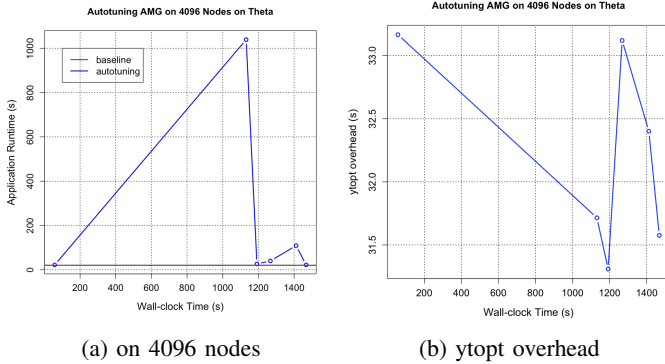 Autotuning AMG on 4096 Nodes on Theta
baseline
autotuning
Application Runtime (s)
0
200
400
600
800
1000
200 400 600 800 1000 1200 1400
Wall-clock Time (s)
(a) on 4096 nodes
Autotuning AMG on 4096 Nodes on Theta
ytopt overhead (s)
31.5
32.0
32.5
33.0
200 400 600 800 1000 1200 1400
Wall-clock Time (s)
(b) ytopt overhead